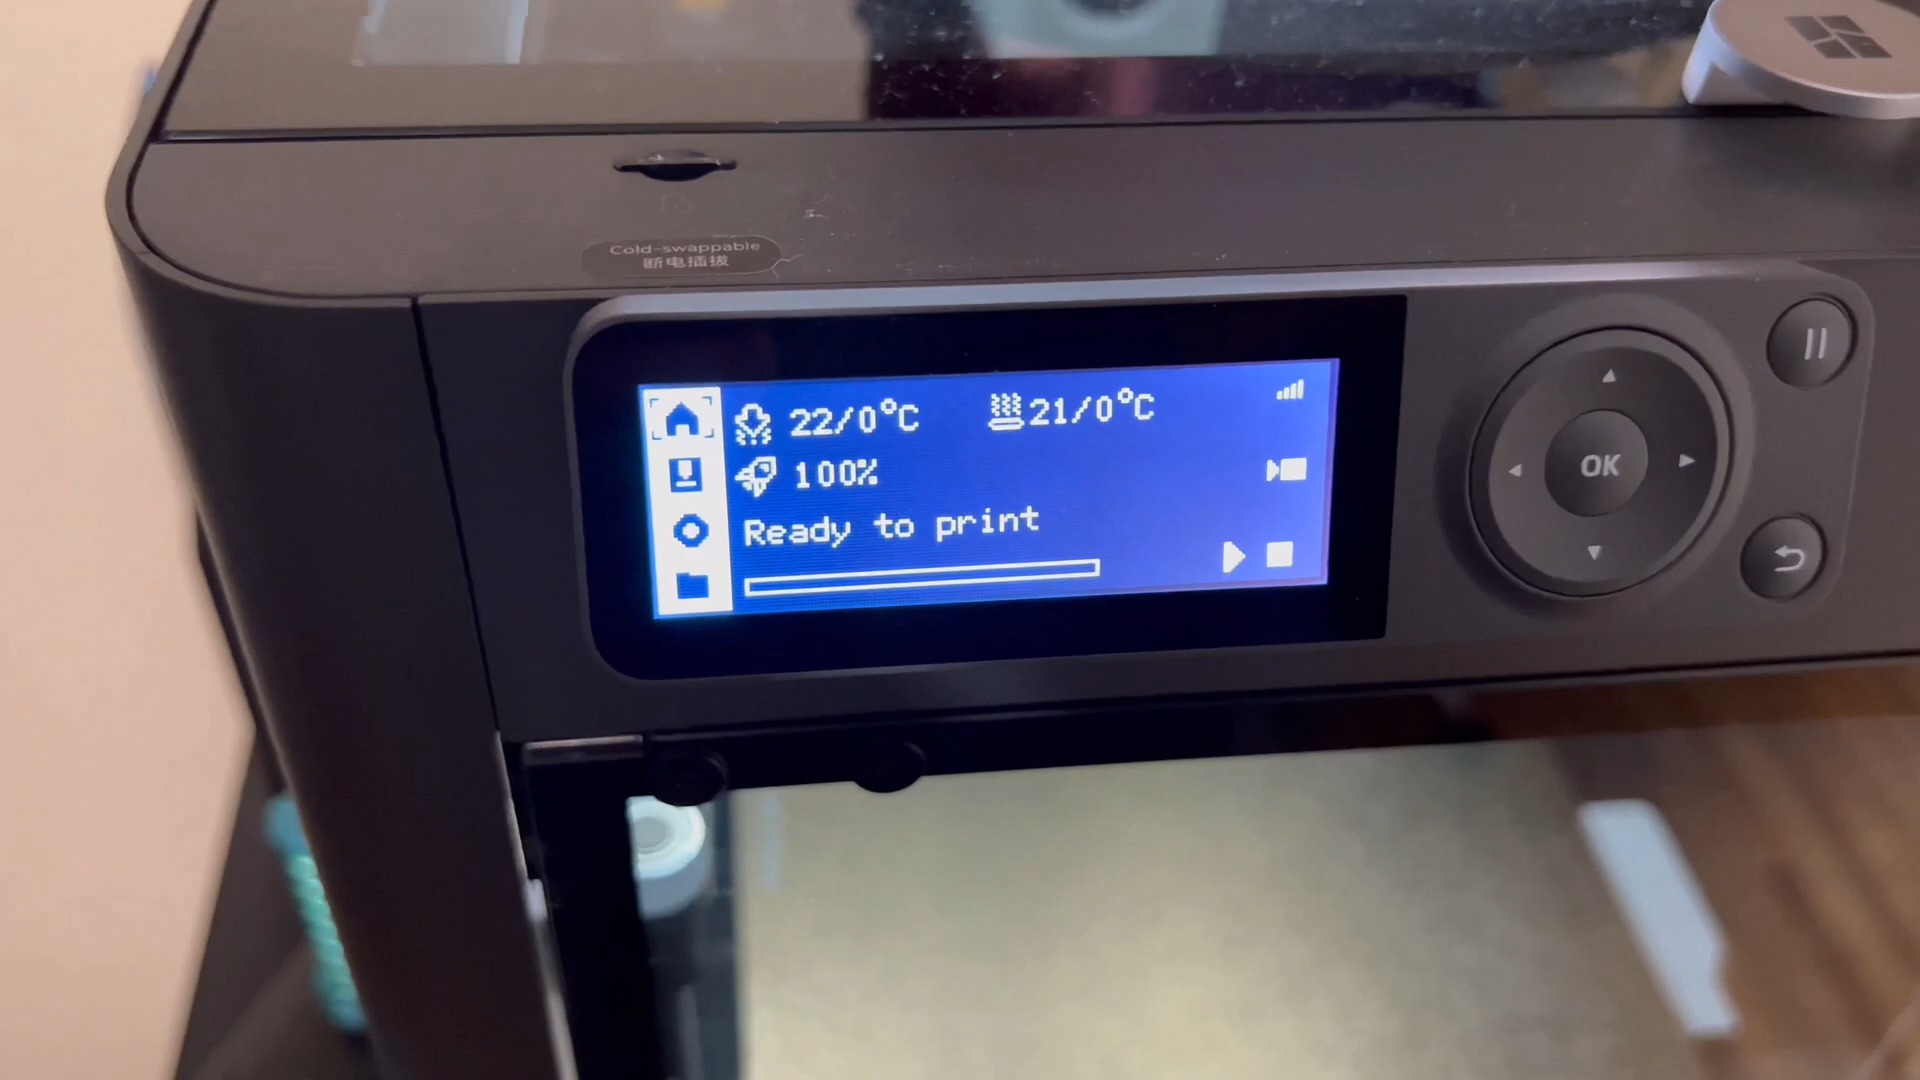 Cold-swappable
断电插拔
22/0°C 21/0°C
100%
Ready to print
OK